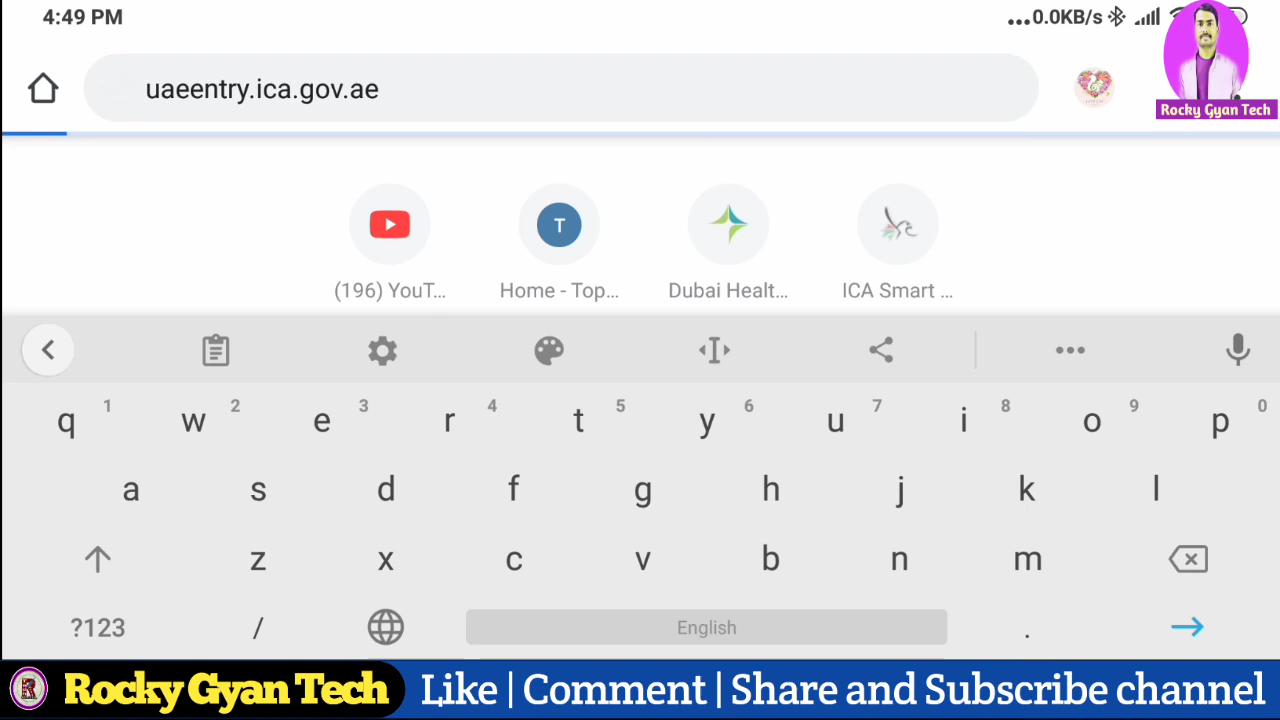 4:49 PM
...0.0KB/s
uaeentry.ica.gov.ae
Rocky Gyan Tech
T
(196) YouT...
Home - Top...
Dubai Healt...
ICA Smart ...
q 1 w 2 e 3 r 4 t 5 y 6 u 7 i 8 o 9 p 0
a s d f g h j k l
z x c v b n m
?123 / English .
R Rocky Gyan Tech Like | Comment | Share and Subscribe channel